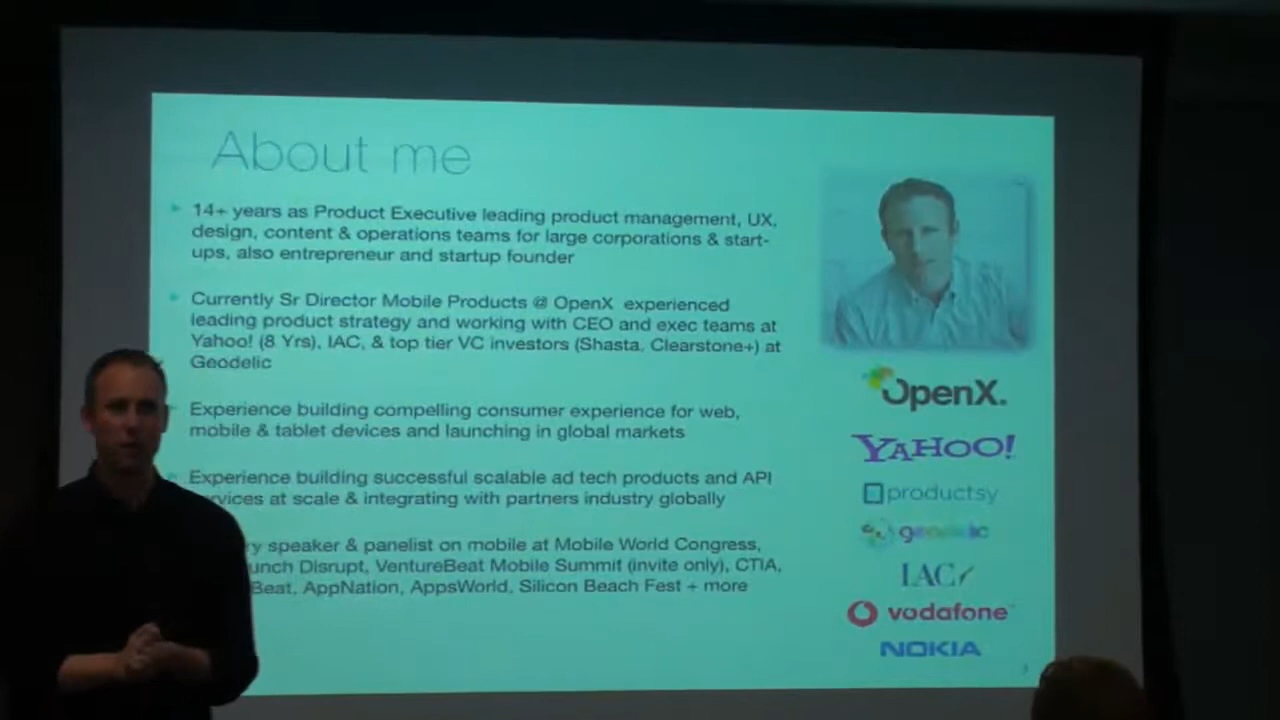 About me
14+ years as Product Executive leading product management, UX,
design, content & operations teams for large corporations & start-
ups, also entrepreneur and startup founder
Currently Sr Director Mobile Products @ OpenX experienced
leading product strategy and working with CEO and exec teams at
Yahoo! (8 Yrs), IAC, & top tier VC investors (Shasta, Clearstone+) at
Geodelic
Experience building compelling consumer experience for web,
mobile & tablet devices and launching in global markets
Experience building successful scalable ad tech products and API
rvices at scale & integrating with partners industry globally
ry speaker & panelist on mobile at Mobile World Congress,
unch Disrupt, VentureBeat Mobile Summit (invite only), CTIA,
Beat, AppNation, AppsWorld, Silicon Beach Fest + more
OpenX.
YAHOO!
productsy
geodelic
IAC
vodafone
NOKIA
3